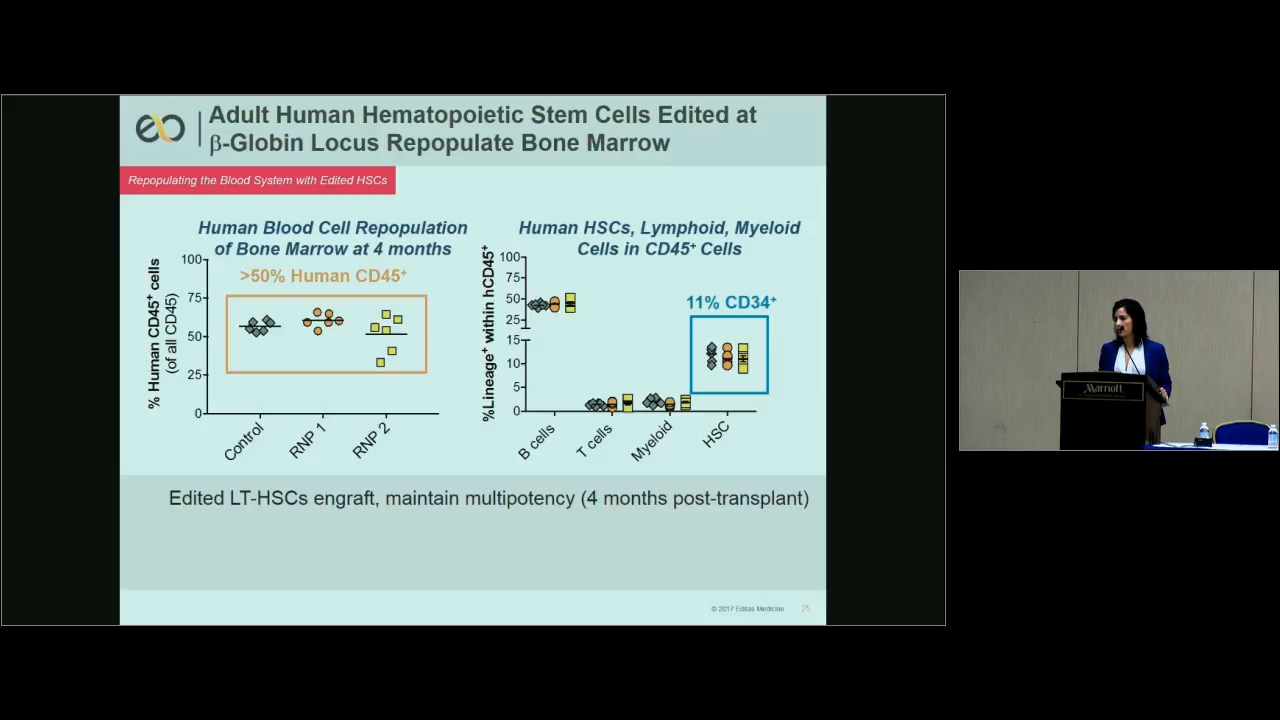 Adult Human Hematopoietic Stem Cells Edited at
β-Globin Locus Repopulate Bone Marrow
Repopulating the Blood System with Edited HSCs
Human Blood Cell Repopulation
of Bone Marrow at 4 months
>50% Human CD45⁺
% Human CD45⁺ cells
(of all CD45)
100
75
50
25
0
Control
RNP 1
RNP 2
Human HSCs, Lymphoid, Myeloid
Cells in CD45⁺ Cells
11% CD34⁺
%Lineage⁺ within hCD45⁺
100
75
50
25
15
10
5
0
B cells
T cells
Myeloid
HSC
Edited LT-HSCs engraft, maintain multipotency (4 months post-transplant)
© 2017 Editas Medicine
25
Marriott